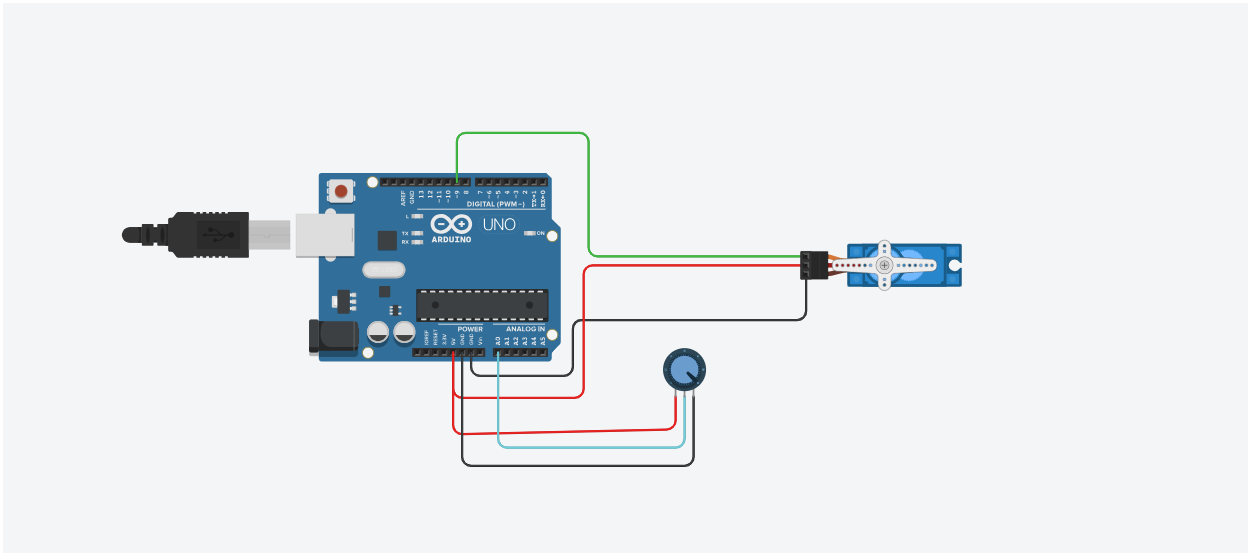 AREF
GND
13
12
~11
~10
~9
8
7
~6
~5
4
~3
2
TX→1
RX←0
DIGITAL (PWM~)
L
TX
RX
ARDUINO
UNO
ON
POWER
ANALOG IN
IOREF
RESET
3.3V
5V
GND
GND
Vin
A0
A1
A2
A3
A4
A5